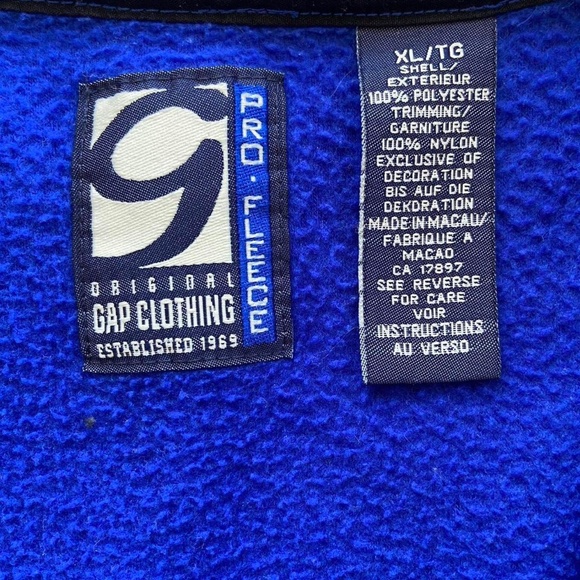 G
PRO · FLEECE
ORIGINAL
GAP CLOTHING
ESTABLISHED 1969
XL/TG
SHELL/
EXTERIEUR
100% POLYESTER
TRIMMING/
GARNITURE
100% NYLON
EXCLUSIVE OF
DECORATION
BIS AUF DIE
DEKORATION
MADE IN MACAU/
FABRIQUE A
MACAO
CA 17897
SEE REVERSE
FOR CARE
VOIR
INSTRUCTIONS
AU VERSO